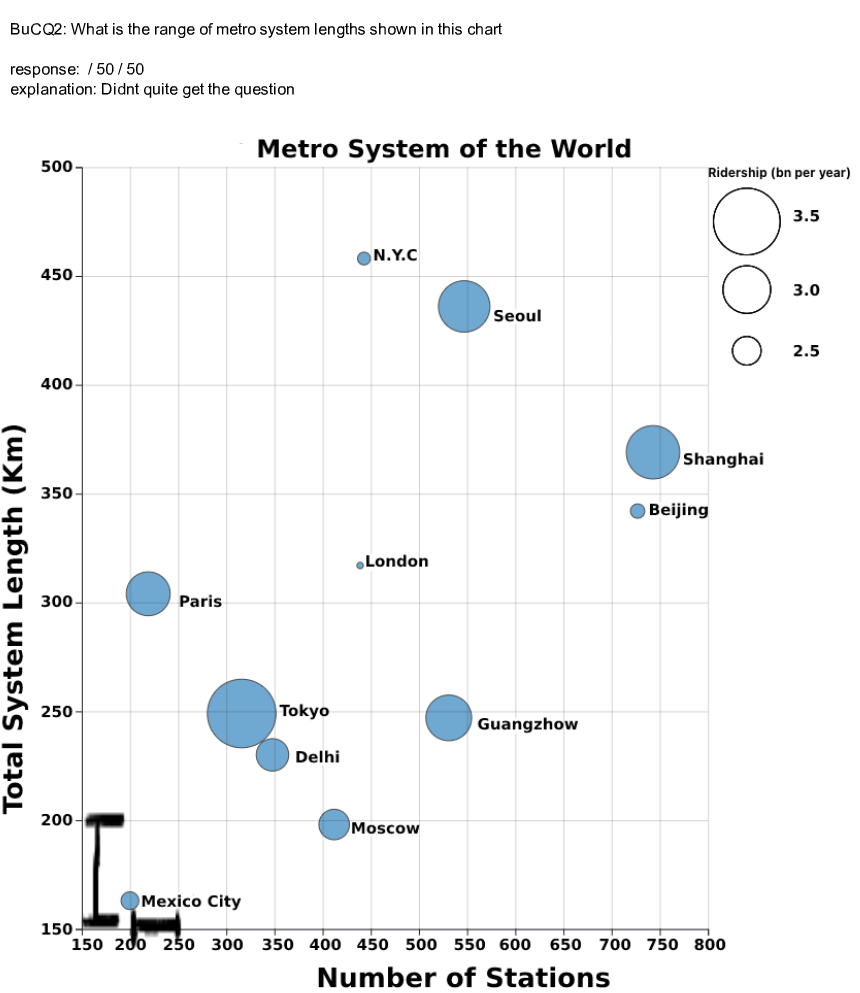 BuCQ2: What is the range of metro system lengths shown in this chart
response:  / 50 / 50
explanation: Didnt quite get the question
Metro System of the World
Ridership (bn per year)
3.5
3.0
2.5
500
450
400
350
300
250
200
150
Total System Length (Km)
N.Y.C
Seoul
Shanghai
Beijing
London
Paris
Tokyo
Guangzhow
Delhi
Moscow
Mexico City
150 200 250 300 350 400 450 500 550 600 650 700 750 800
Number of Stations